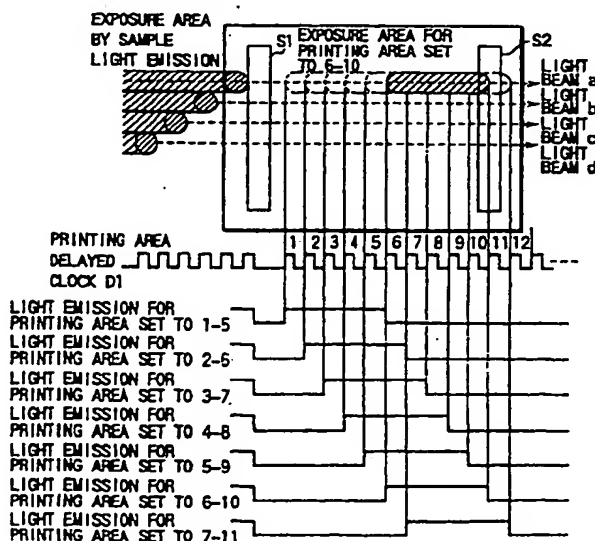 EXPOSURE AREA
BY SAMPLE
LIGHT EMISSION
S1
EXPOSURE AREA FOR
PRINTING AREA SET
TO 6-10
S2
LIGHT
BEAM a
LIGHT
BEAM b
LIGHT
BEAM c
LIGHT
BEAM d
PRINTING AREA
1 2 3 4 5 6 7 8 9 10 11 12
DELAYED
CLOCK D1
LIGHT EMISSION FOR
PRINTING AREA SET TO 1-5
LIGHT EMISSION FOR
PRINTING AREA SET TO 2-6
LIGHT EMISSION FOR
PRINTING AREA SET TO 3-7
LIGHT EMISSION FOR
PRINTING AREA SET TO 4-8
LIGHT EMISSION FOR
PRINTING AREA SET TO 5-9
LIGHT EMISSION FOR
PRINTING AREA SET TO 6-10
LIGHT EMISSION FOR
PRINTING AREA SET TO 7-11